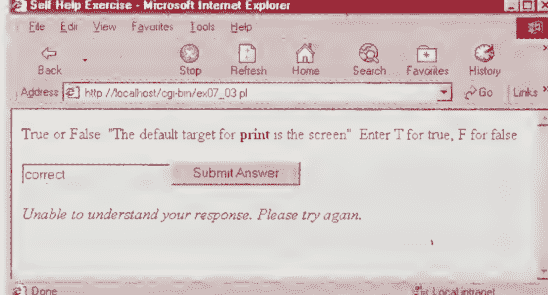 Self Help Exercise - Microsoft Internet Explorer
File Edit View Favorites Tools Help
Back Stop Refresh Home Search Favorites History
Address http://localhost/cgi-bin/ex07_03.pl Go Links »
True or False "The default target for print is the screen" Enter T for true, F for false
correct Submit Answer
Unable to understand your response. Please try again.
Done Local intranet